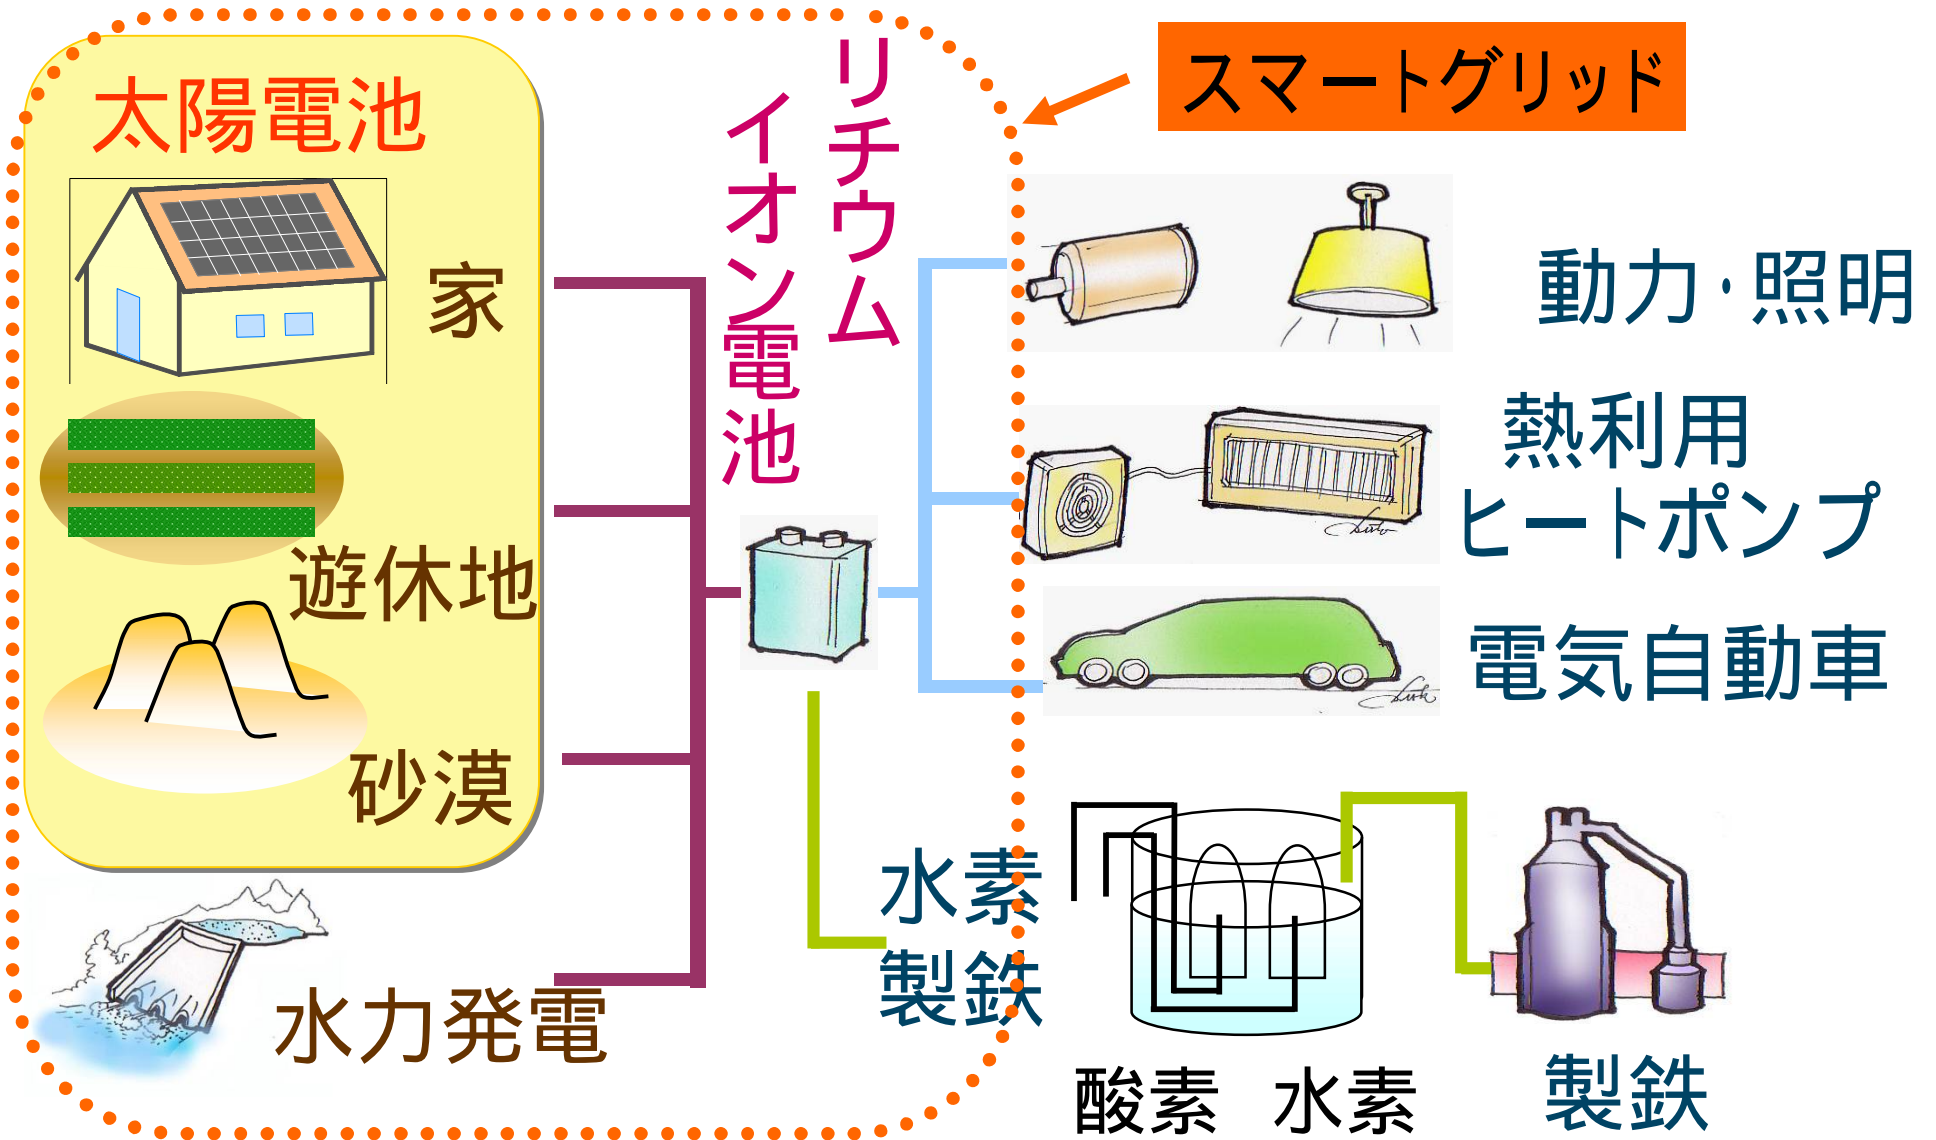 スマートグリッド
太陽電池
家
遊休地
砂漠
水力発電
リチウム
イオン電池
動力・照明
熱利用
ヒートポンプ
電気自動車
水素
製鉄
酸素 水素
製鉄